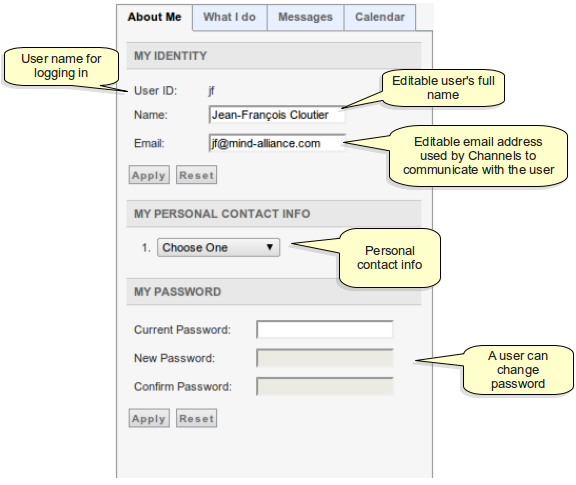 About Me What I do Messages Calendar
MY IDENTITY
User name for
logging in
User ID: jf
Editable user's full
name
Name: Jean-François Cloutier
Email: jf@mind-alliance.com
Editable email address
used by Channels to
communicate with the user
Apply Reset
MY PERSONAL CONTACT INFO
1. Choose One
Personal
contact info
MY PASSWORD
Current Password:
New Password:
Confirm Password:
A user can
change
password
Apply Reset